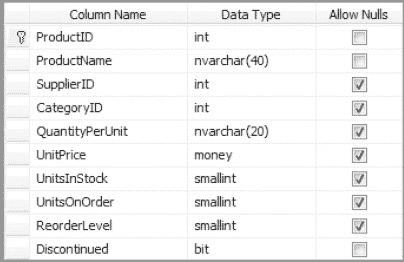 Column Name Data Type Allow Nulls
ProductID int
ProductName nvarchar(40)
SupplierID int
CategoryID int
QuantityPerUnit nvarchar(20)
UnitPrice money
UnitsInStock smallint
UnitsOnOrder smallint
ReorderLevel smallint
Discontinued bit